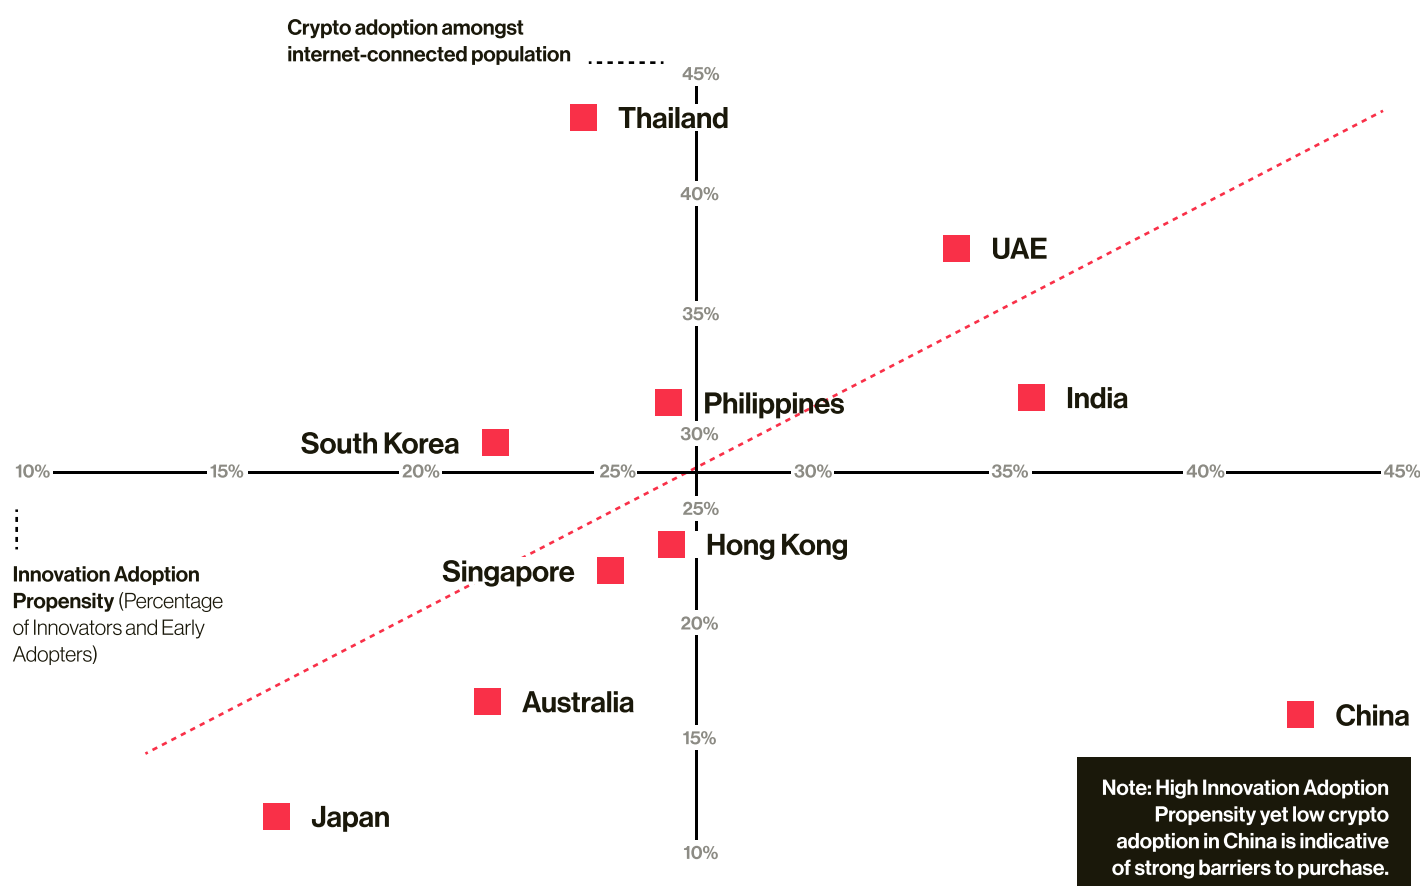 Crypto adoption amongst
internet-connected population
45%
Thailand
40%
UAE
35%
Philippines
India
30%
South Korea
10%
15%
20%
25%
30%
35%
40%
45%
25%
Hong Kong
Singapore
Innovation Adoption
Propensity (Percentage
of Innovators and Early
Adopters)
20%
Australia
China
15%
Japan
10%
Note: High Innovation Adoption
Propensity yet low crypto
adoption in China is indicative
of strong barriers to purchase.